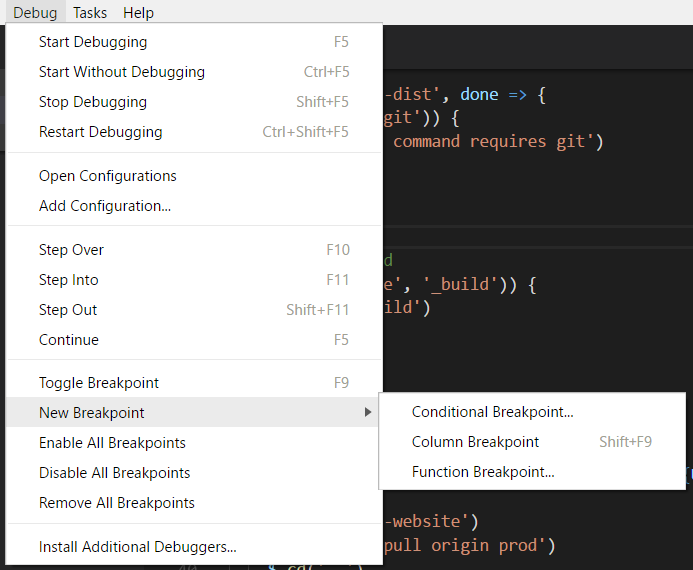 Debug Tasks Help
Start Debugging F5
Start Without Debugging Ctrl+F5
Stop Debugging Shift+F5
Restart Debugging Ctrl+Shift+F5
Open Configurations
Add Configuration...
Step Over F10
Step Into F11
Step Out Shift+F11
Continue F5
Toggle Breakpoint F9
New Breakpoint
Enable All Breakpoints
Disable All Breakpoints
Remove All Breakpoints
Install Additional Debuggers...
Conditional Breakpoint...
Column Breakpoint Shift+F9
Function Breakpoint...
-dist', done => {
git')) {
command requires git')
d
e', '_build')) {
ild')
-website')
pull origin prod')